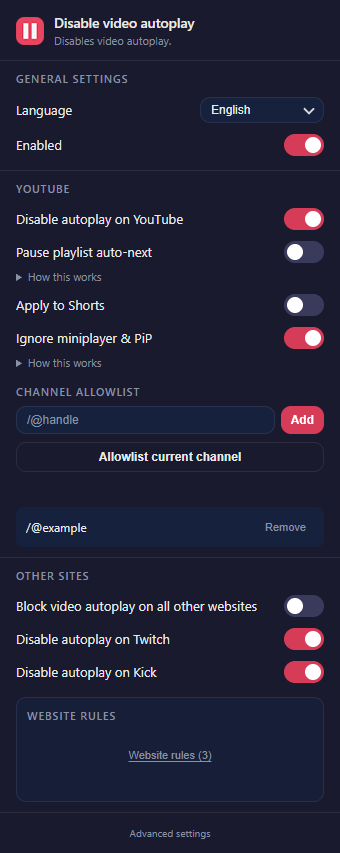 Disable video autoplay
Disables video autoplay.
GENERAL SETTINGS
Language
English
Enabled
YOUTUBE
Disable autoplay on YouTube
Pause playlist auto-next
How this works
Apply to Shorts
Ignore miniplayer & PiP
How this works
CHANNEL ALLOWLIST
/@handle
Add
Allowlist current channel
/@example
Remove
OTHER SITES
Block video autoplay on all other websites
Disable autoplay on Twitch
Disable autoplay on Kick
WEBSITE RULES
Website rules (3)
Advanced settings